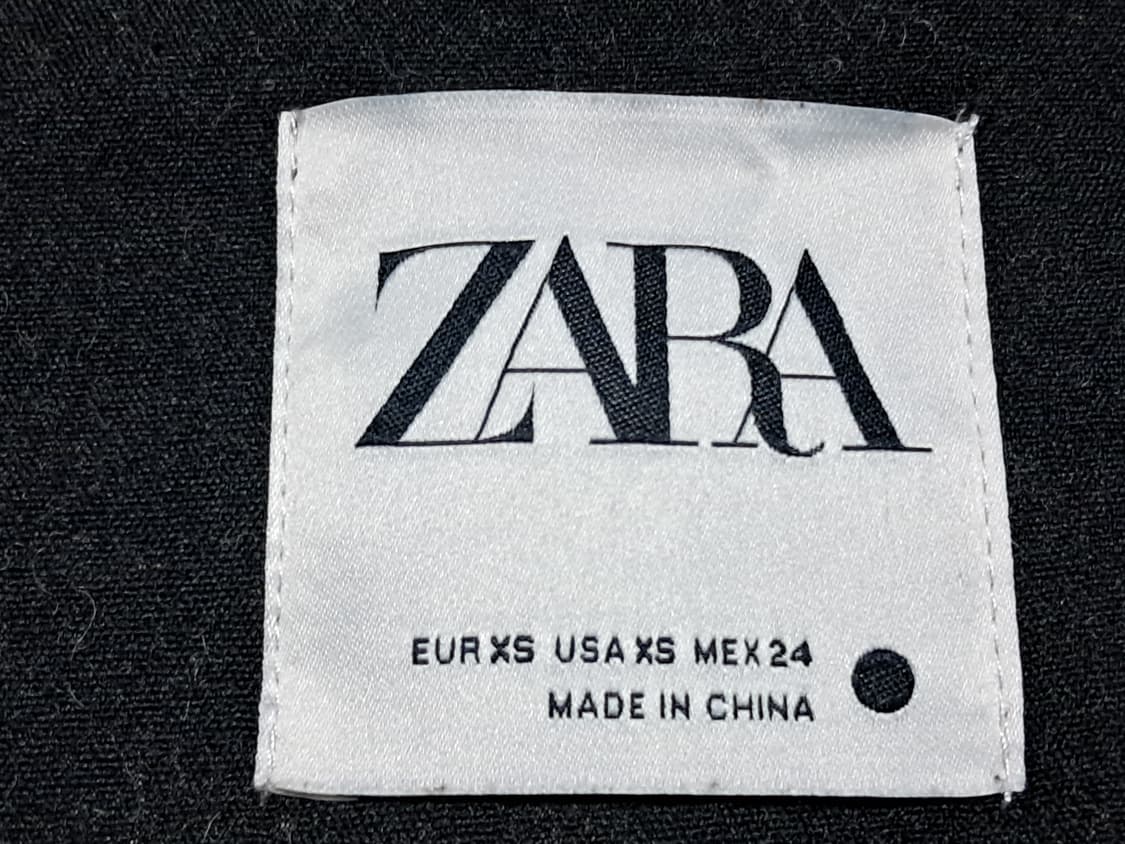 ZARA
EUR XS USA XS MEX 24
MADE IN CHINA